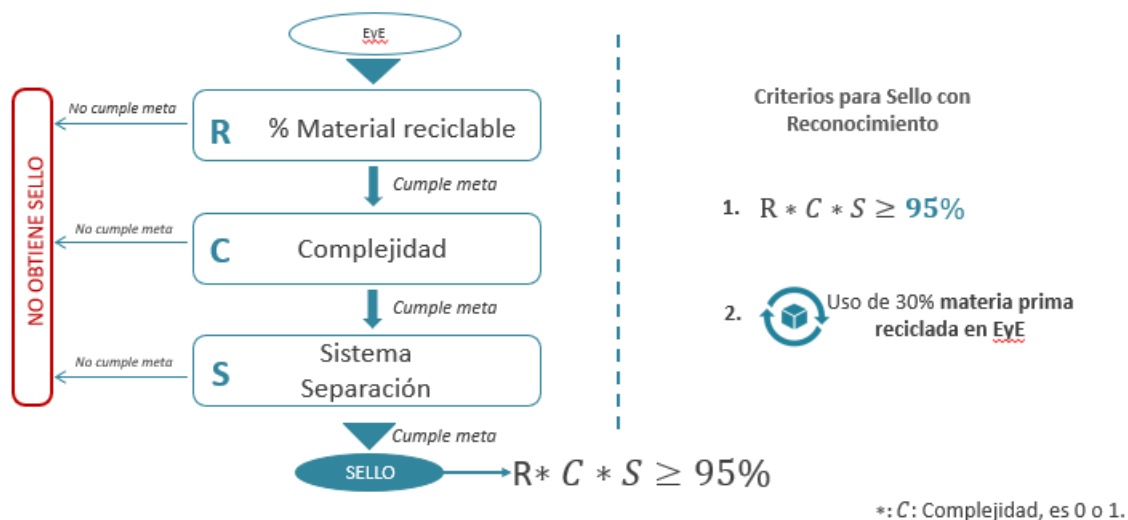 EyE
No cumple meta
R % Material reciclable
Cumple meta
No cumple meta
C Complejidad
Cumple meta
No cumple meta
S Sistema
Separación
Cumple meta
SELLO
R* C * S ≥ 95%
NO OBTIENE SELLO
Criterios para Sello con
Reconocimiento
1. R * C * S ≥ 95%
2. Uso de 30% materia prima
reciclada en EyE
*: C: Complejidad, es 0 o 1.